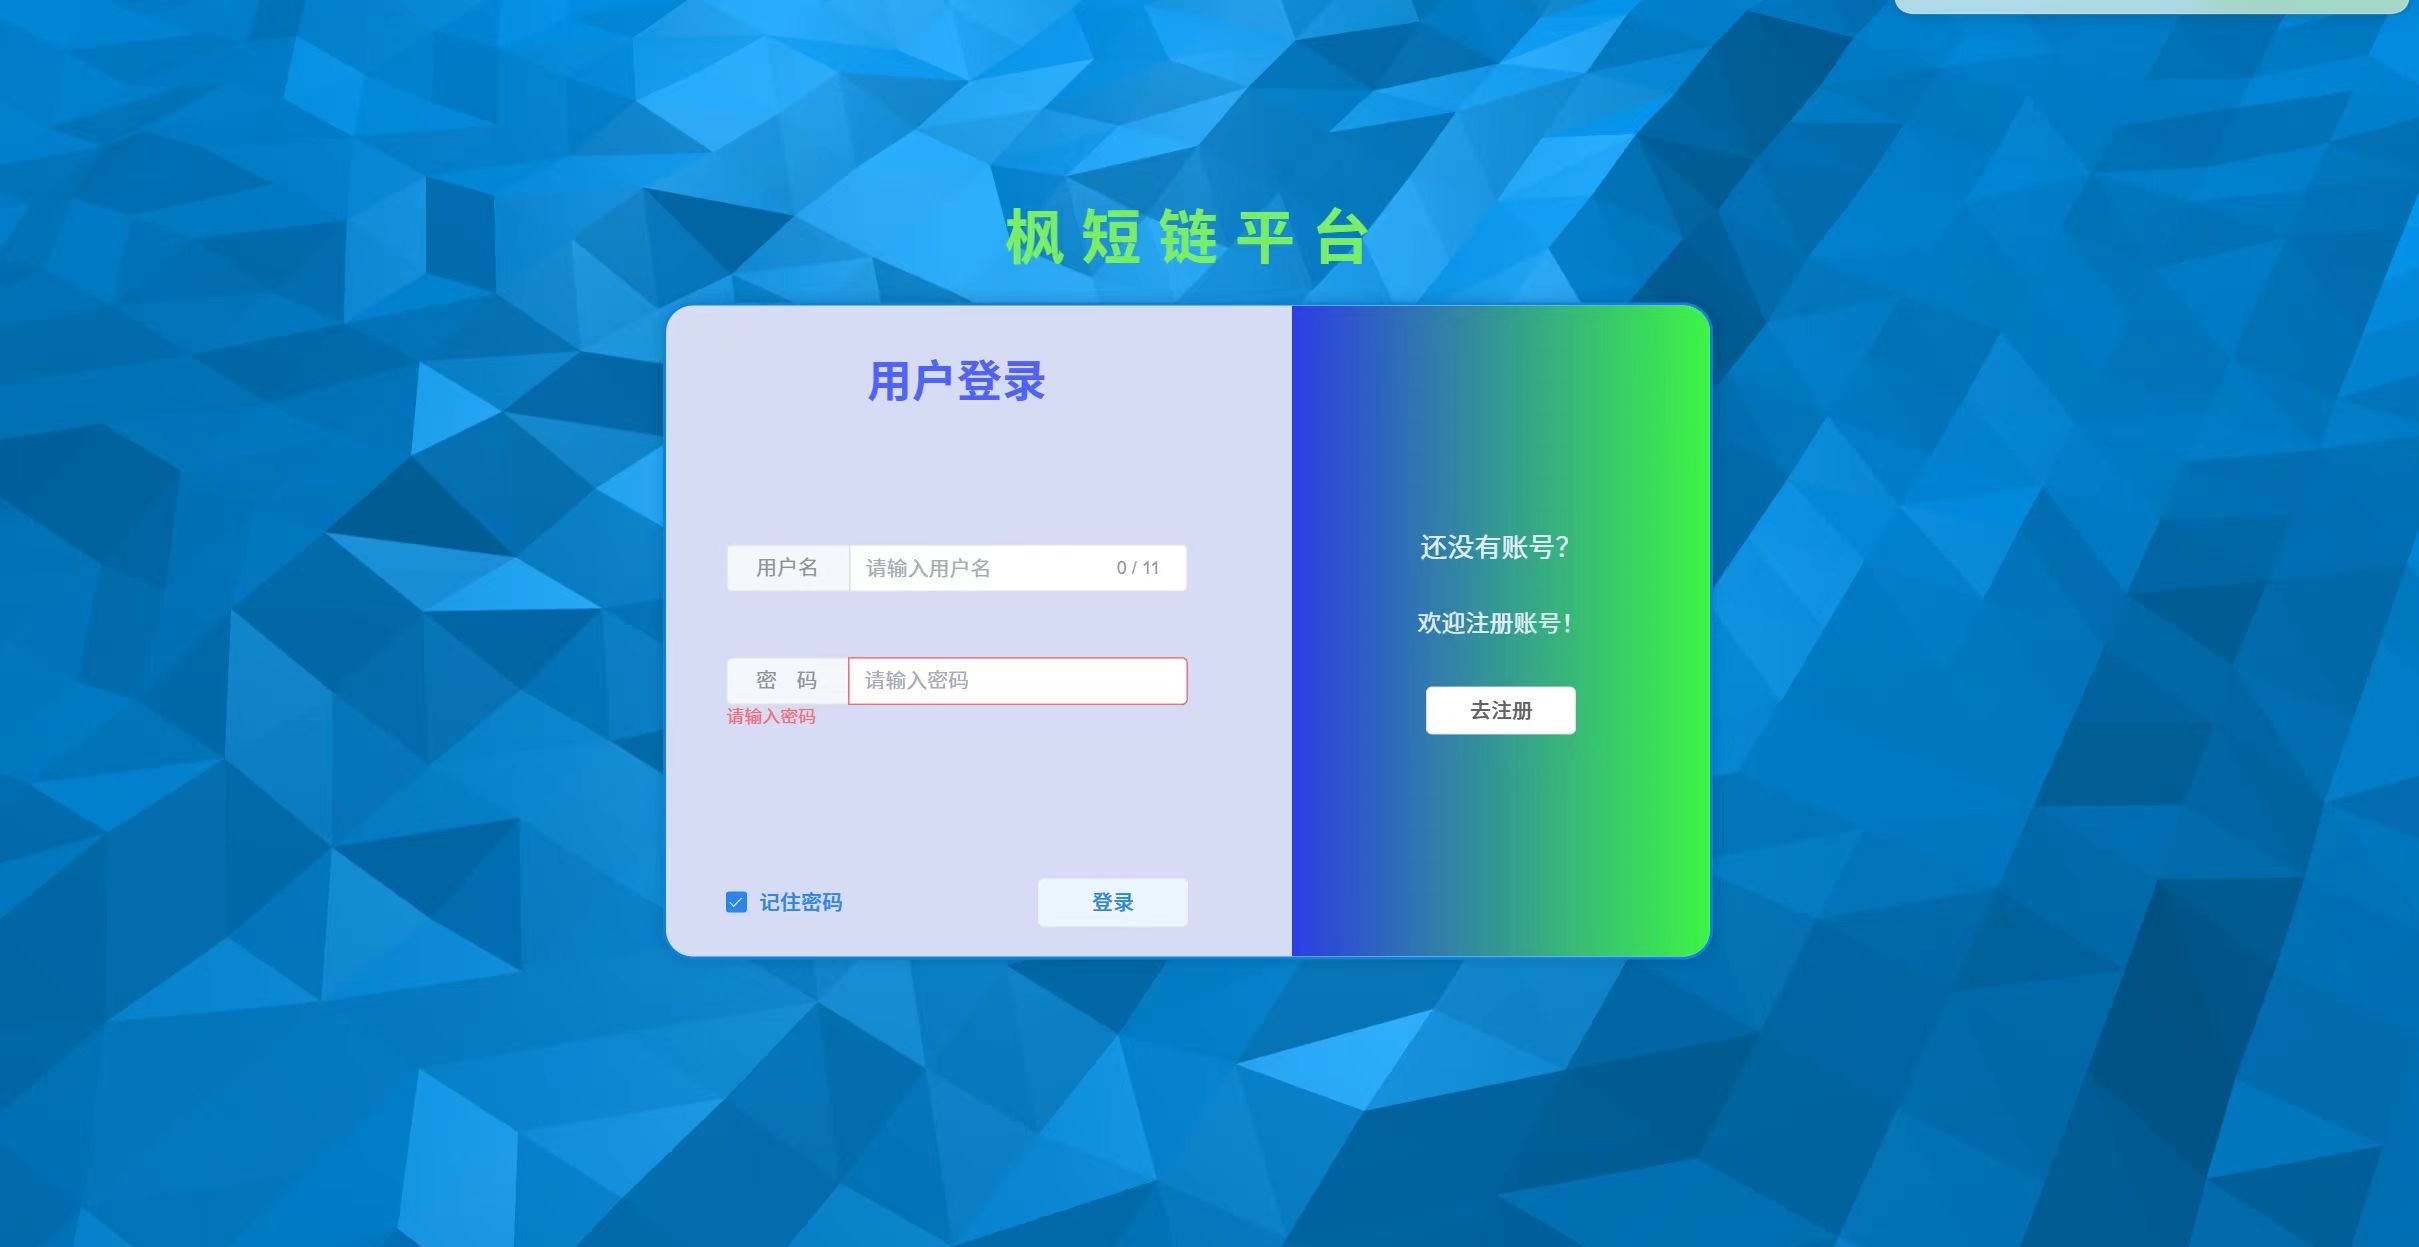 枫短链平台
用户登录
用户名 请输入用户名 0 / 11
密 码 请输入密码
请输入密码
记住密码 登录
还没有账号？
欢迎注册账号！
去注册